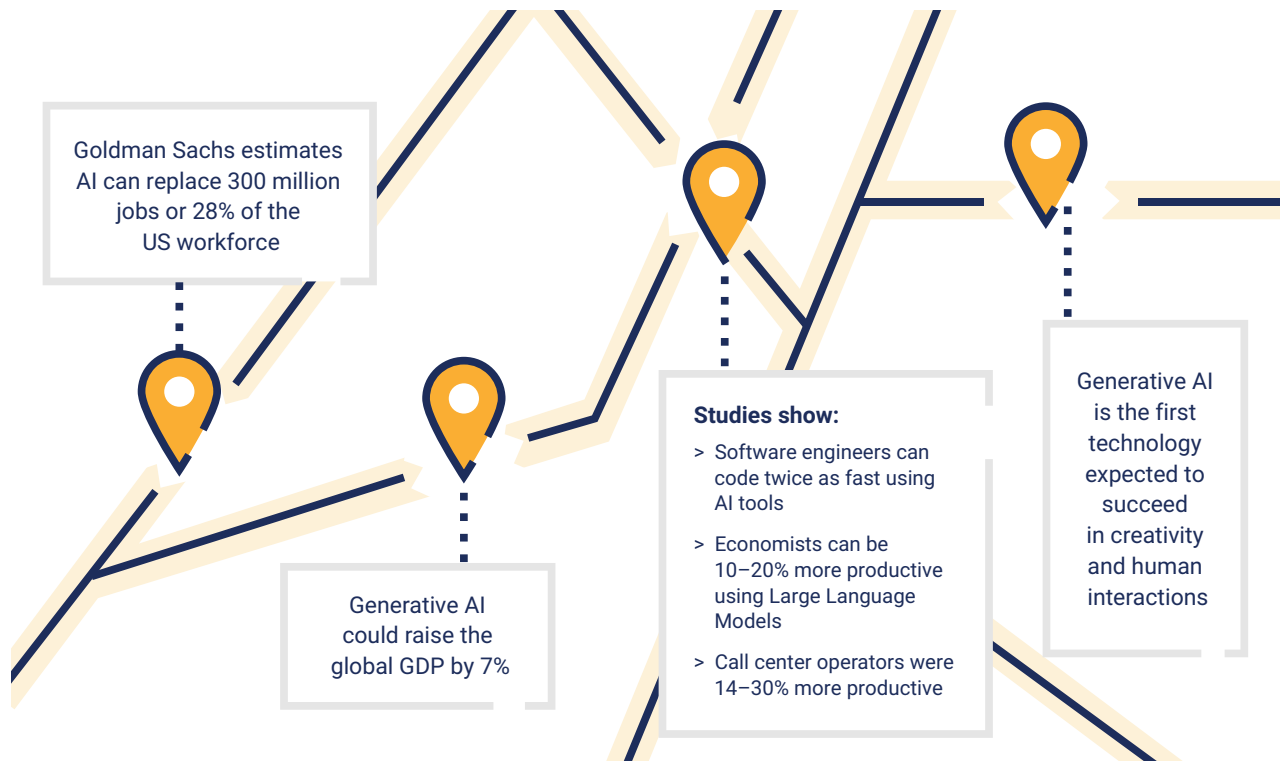 Goldman Sachs estimates
AI can replace 300 million
jobs or 28% of the
US workforce
Generative AI
could raise the
global GDP by 7%
Studies show:
> Software engineers can
code twice as fast using
AI tools
> Economists can be
10–20% more productive
using Large Language
Models
> Call center operators were
14–30% more productive
Generative AI
is the first
technology
expected to
succeed
in creativity
and human
interactions